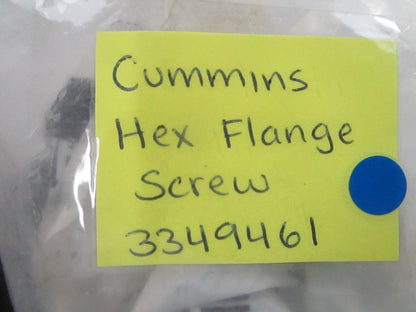 Cummins
Hex Flange
Screw
3349461